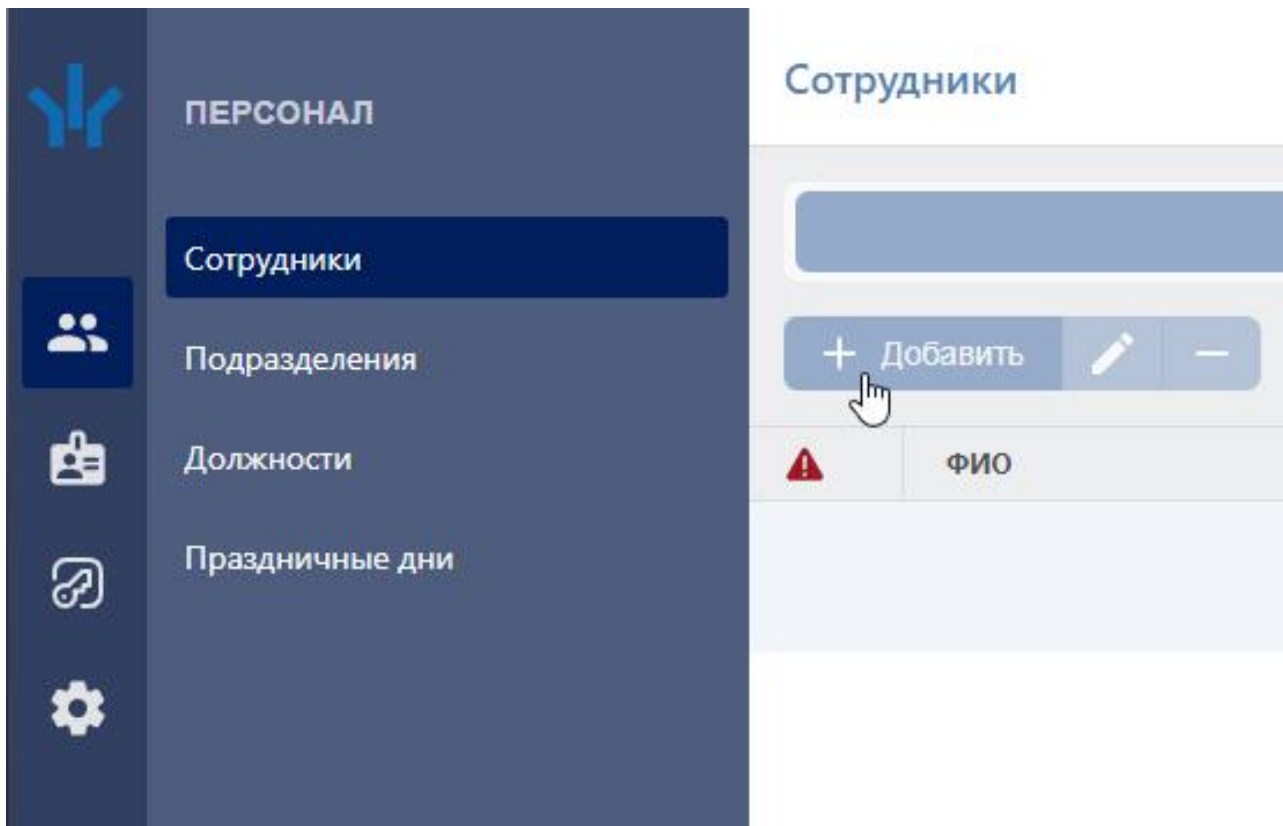 ПЕРСОНАЛ
Сотрудники
Подразделения
Должности
Праздничные дни
Сотрудники
Добавить
ФИО